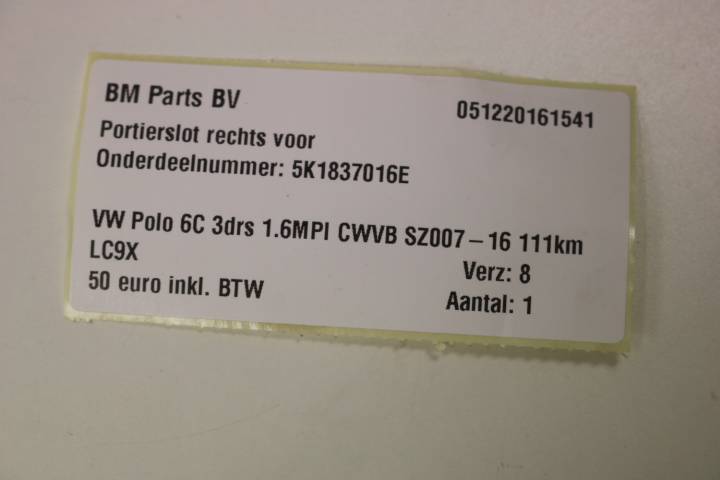 BM Parts BV 051220161541
Portierslot rechts voor
Onderdeelnummer: 5K1837016E
VW Polo 6C 3drs 1.6MPI CWVB SZ007 – 16 111km
LC9X Verz: 8
50 euro inkl. BTW Aantal: 1